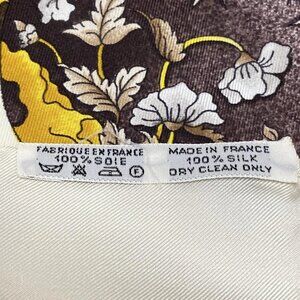 FABRIQUE EN FRANCE
100% SOIE
F
MADE IN FRANCE
100% SILK
DRY CLEAN ONLY